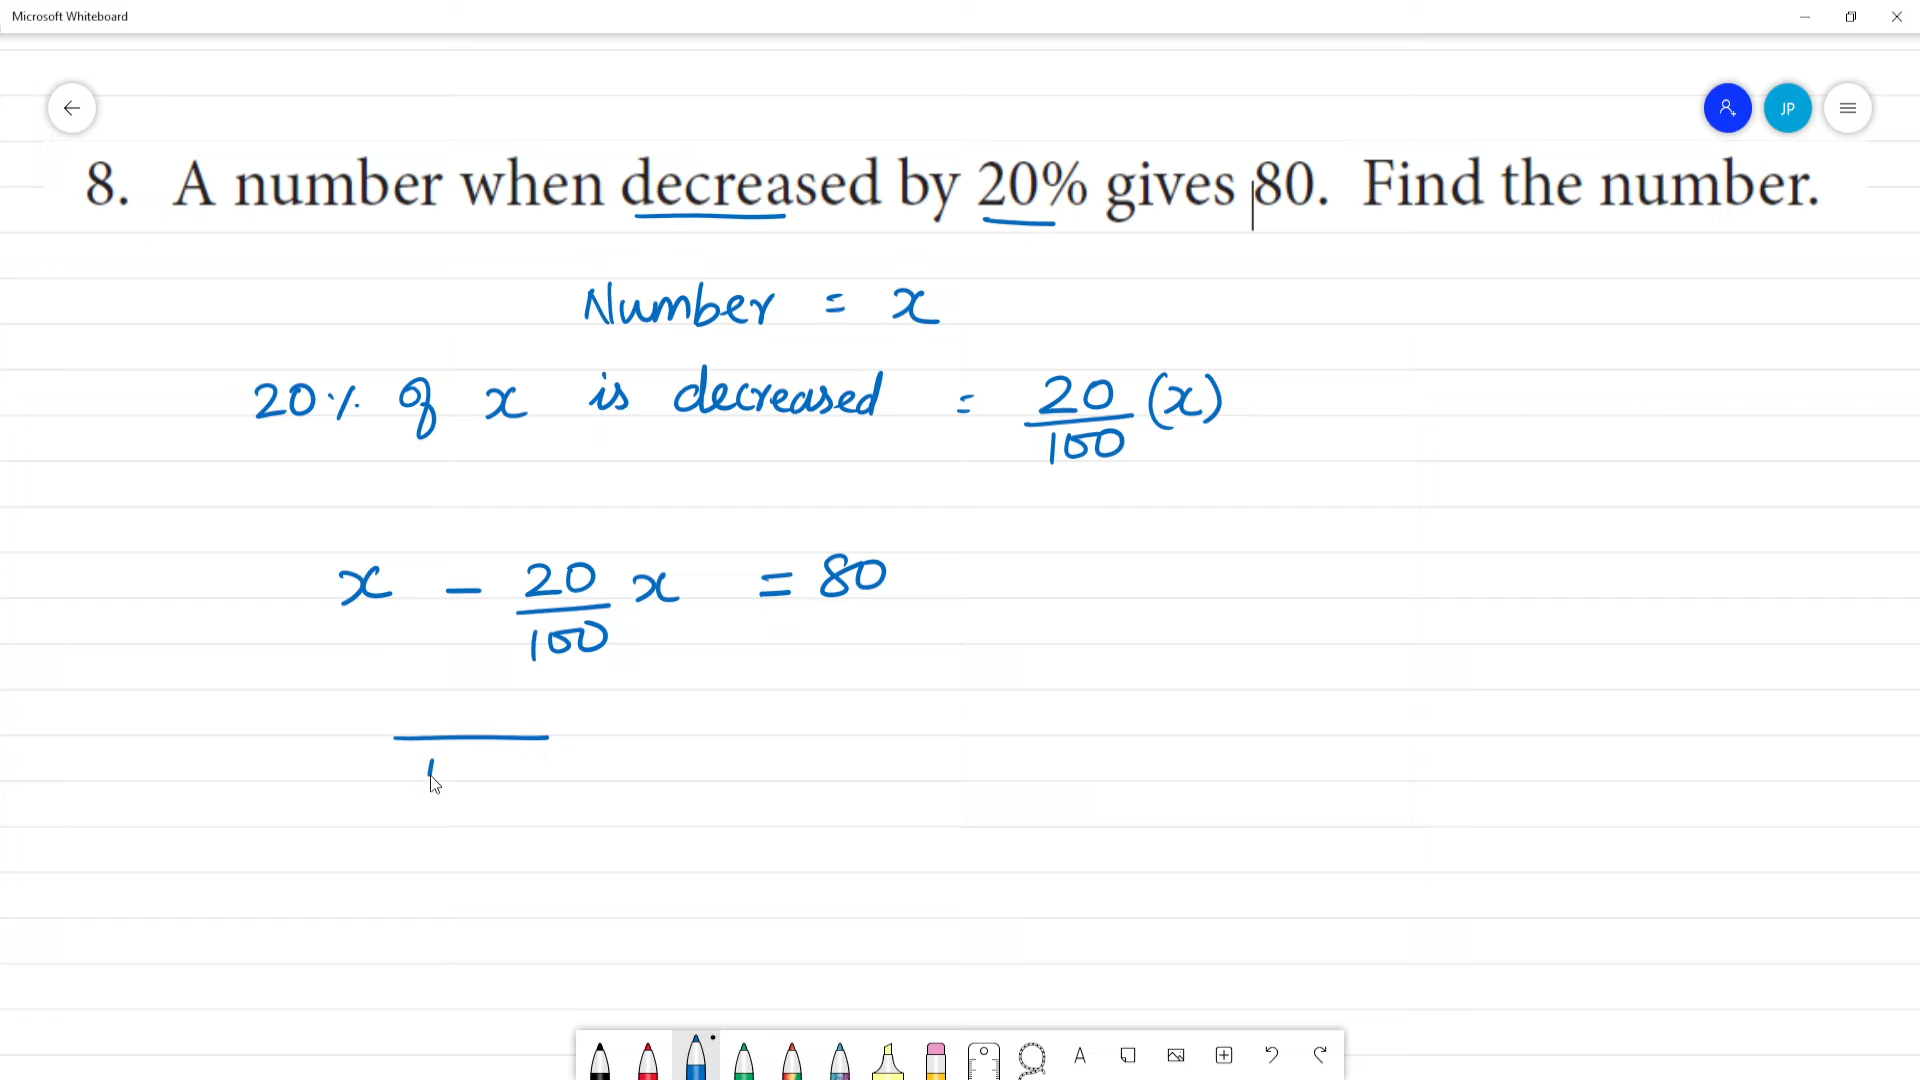 Microsoft Whiteboard
JP
8. A number when decreased by 20% gives 80. Find the number.
Number = x
20% of x is decreased = 20/100 (x)
x - 20/100 x = 80
1
A